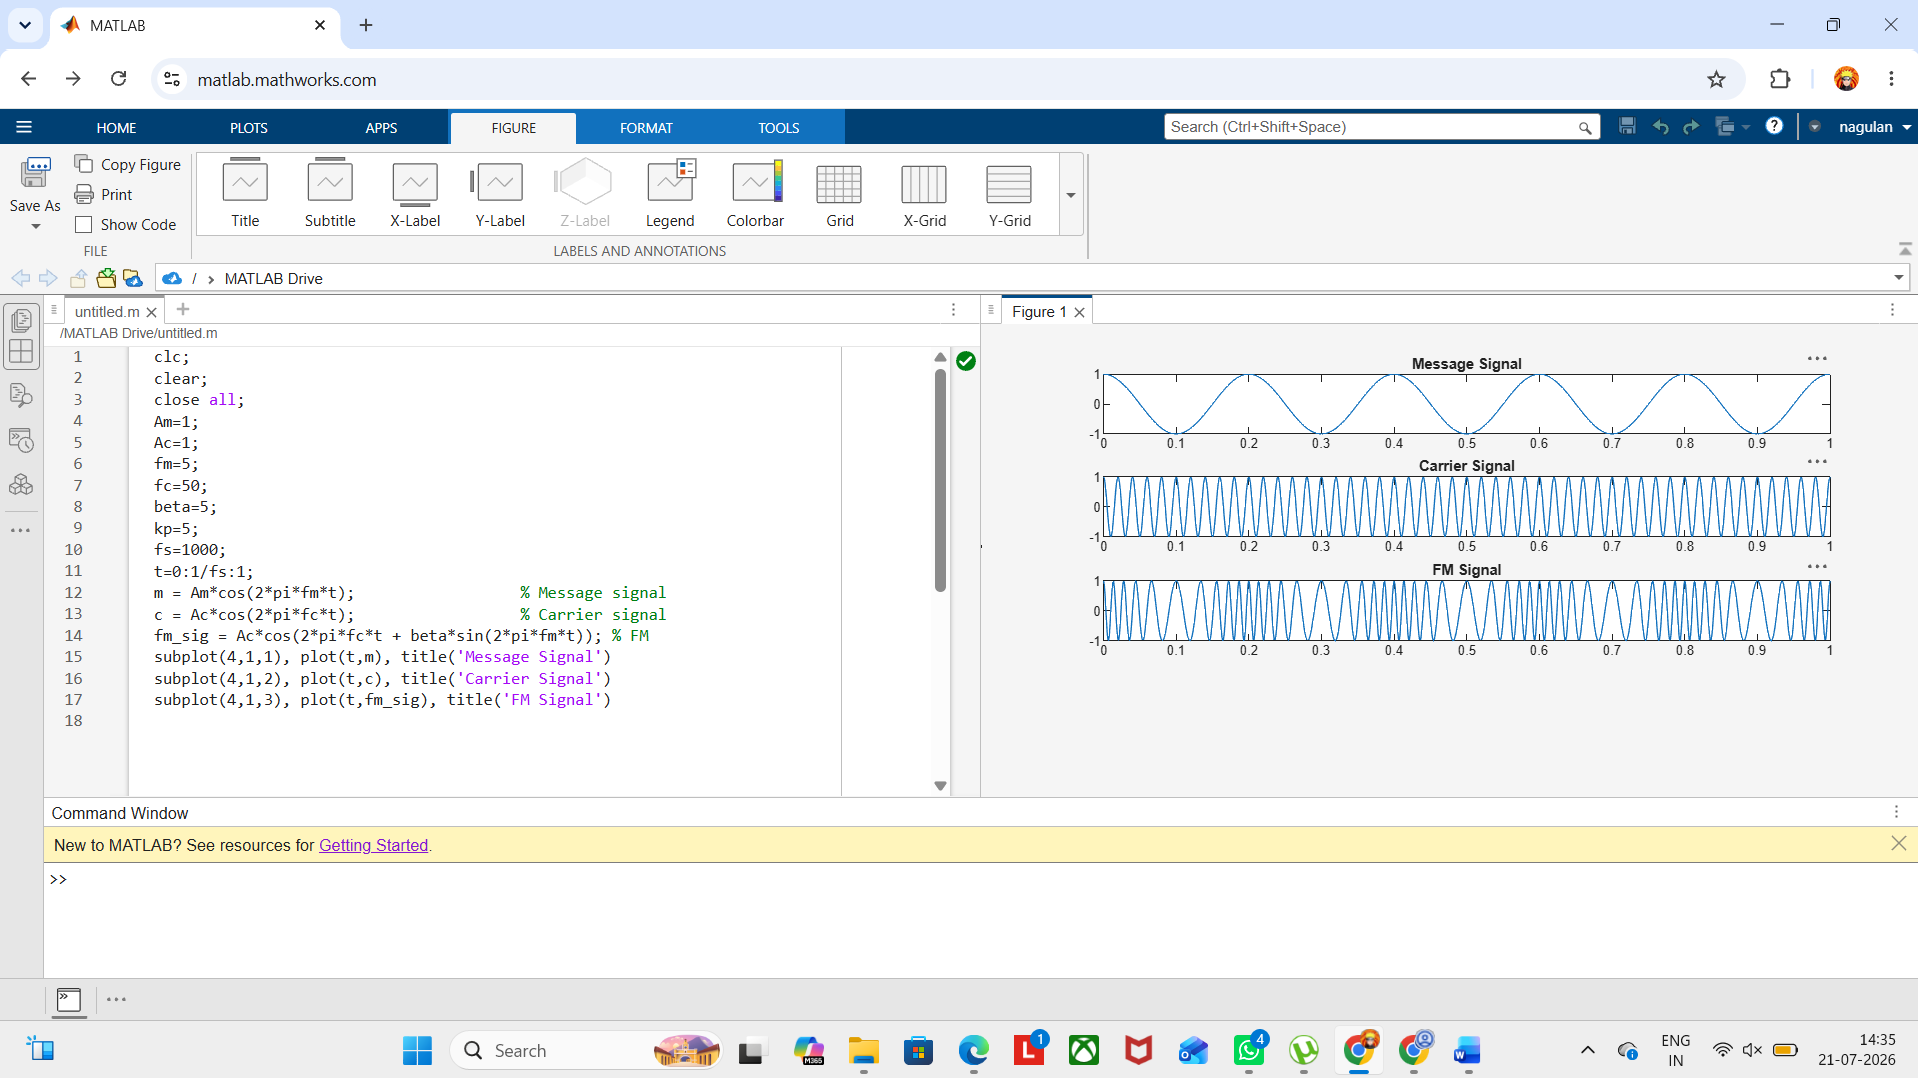 MATLAB
matlab.mathworks.com
HOME PLOTS APPS FIGURE FORMAT TOOLS Search (Ctrl+Shift+Space) nagulan
Save As
Copy Figure
Print
Show Code
FILE
Title Subtitle X-Label Y-Label Z-Label Legend Colorbar Grid X-Grid Y-Grid
LABELS AND ANNOTATIONS
/ › MATLAB Drive
untitled.m
/MATLAB Drive/untitled.m
1 clc;
2 clear;
3 close all;
4 Am=1;
5 Ac=1;
6 fm=5;
7 fc=50;
8 beta=5;
9 kp=5;
10 fs=1000;
11 t=0:1/fs:1;
12 m = Am*cos(2*pi*fm*t); % Message signal
13 c = Ac*cos(2*pi*fc*t); % Carrier signal
14 fm_sig = Ac*cos(2*pi*fc*t + beta*sin(2*pi*fm*t)); % FM
15 subplot(4,1,1), plot(t,m), title('Message Signal')
16 subplot(4,1,2), plot(t,c), title('Carrier Signal')
17 subplot(4,1,3), plot(t,fm_sig), title('FM Signal')
18
Figure 1
Message Signal
1
0
-1
0 0.1 0.2 0.3 0.4 0.5 0.6 0.7 0.8 0.9 1
Carrier Signal
1
0
-1
0 0.1 0.2 0.3 0.4 0.5 0.6 0.7 0.8 0.9 1
FM Signal
1
0
-1
0 0.1 0.2 0.3 0.4 0.5 0.6 0.7 0.8 0.9 1
Command Window
New to MATLAB? See resources for Getting Started.
>>
Search
M365
L
1
4
W
ENG
IN
14:35
21-07-2026